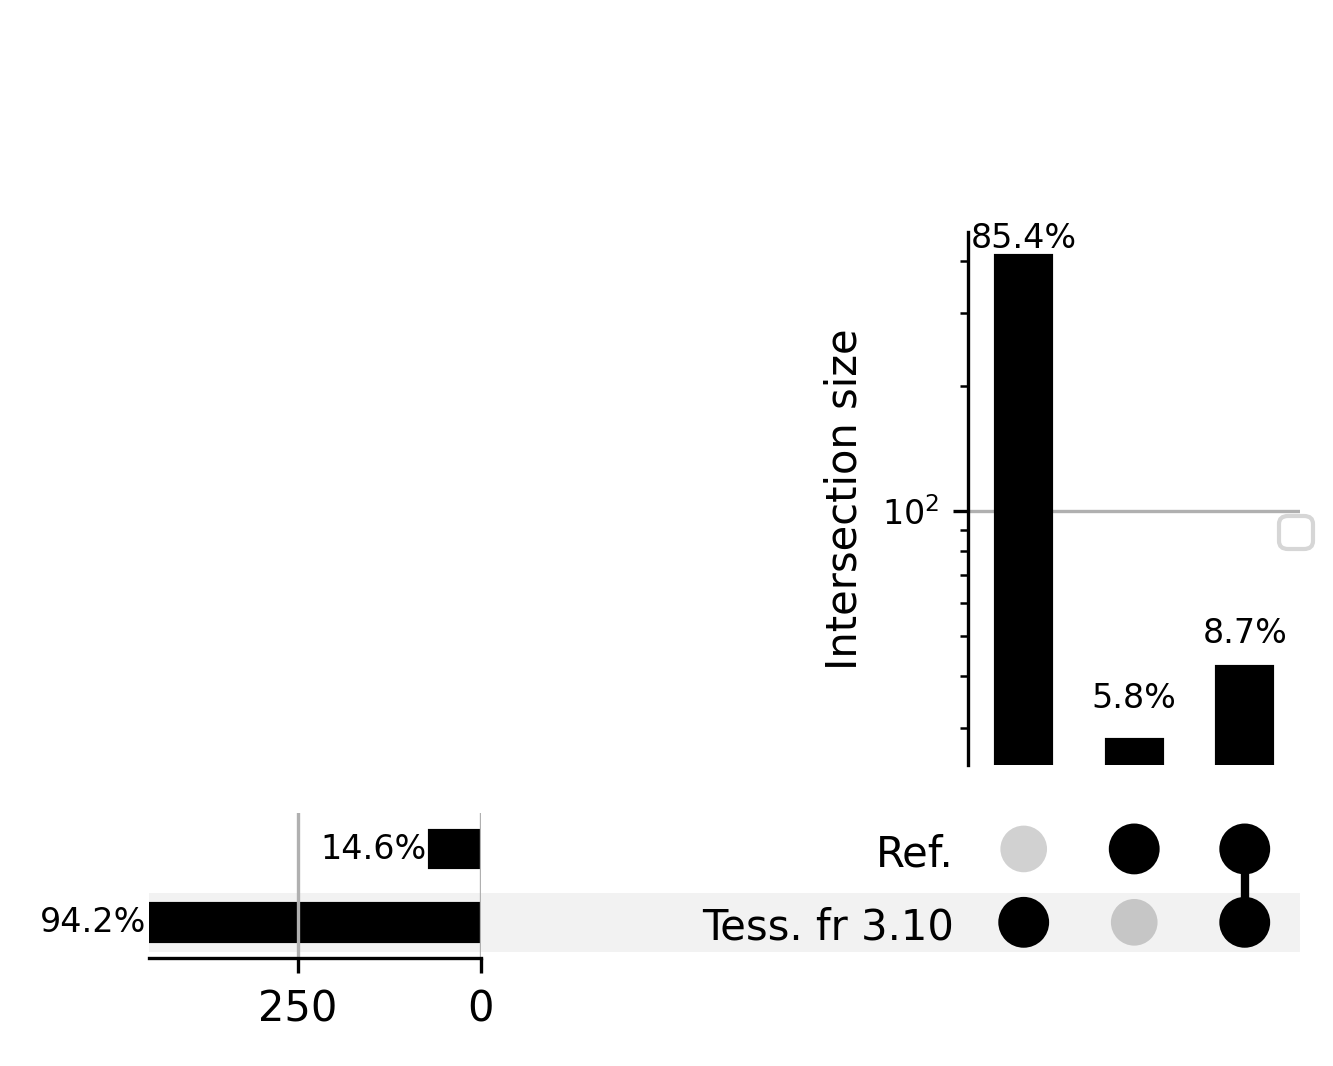 85.4%
Intersection size
10²
8.7%
5.8%
14.6%
Ref.
94.2%
Tess. fr 3.10
250
0